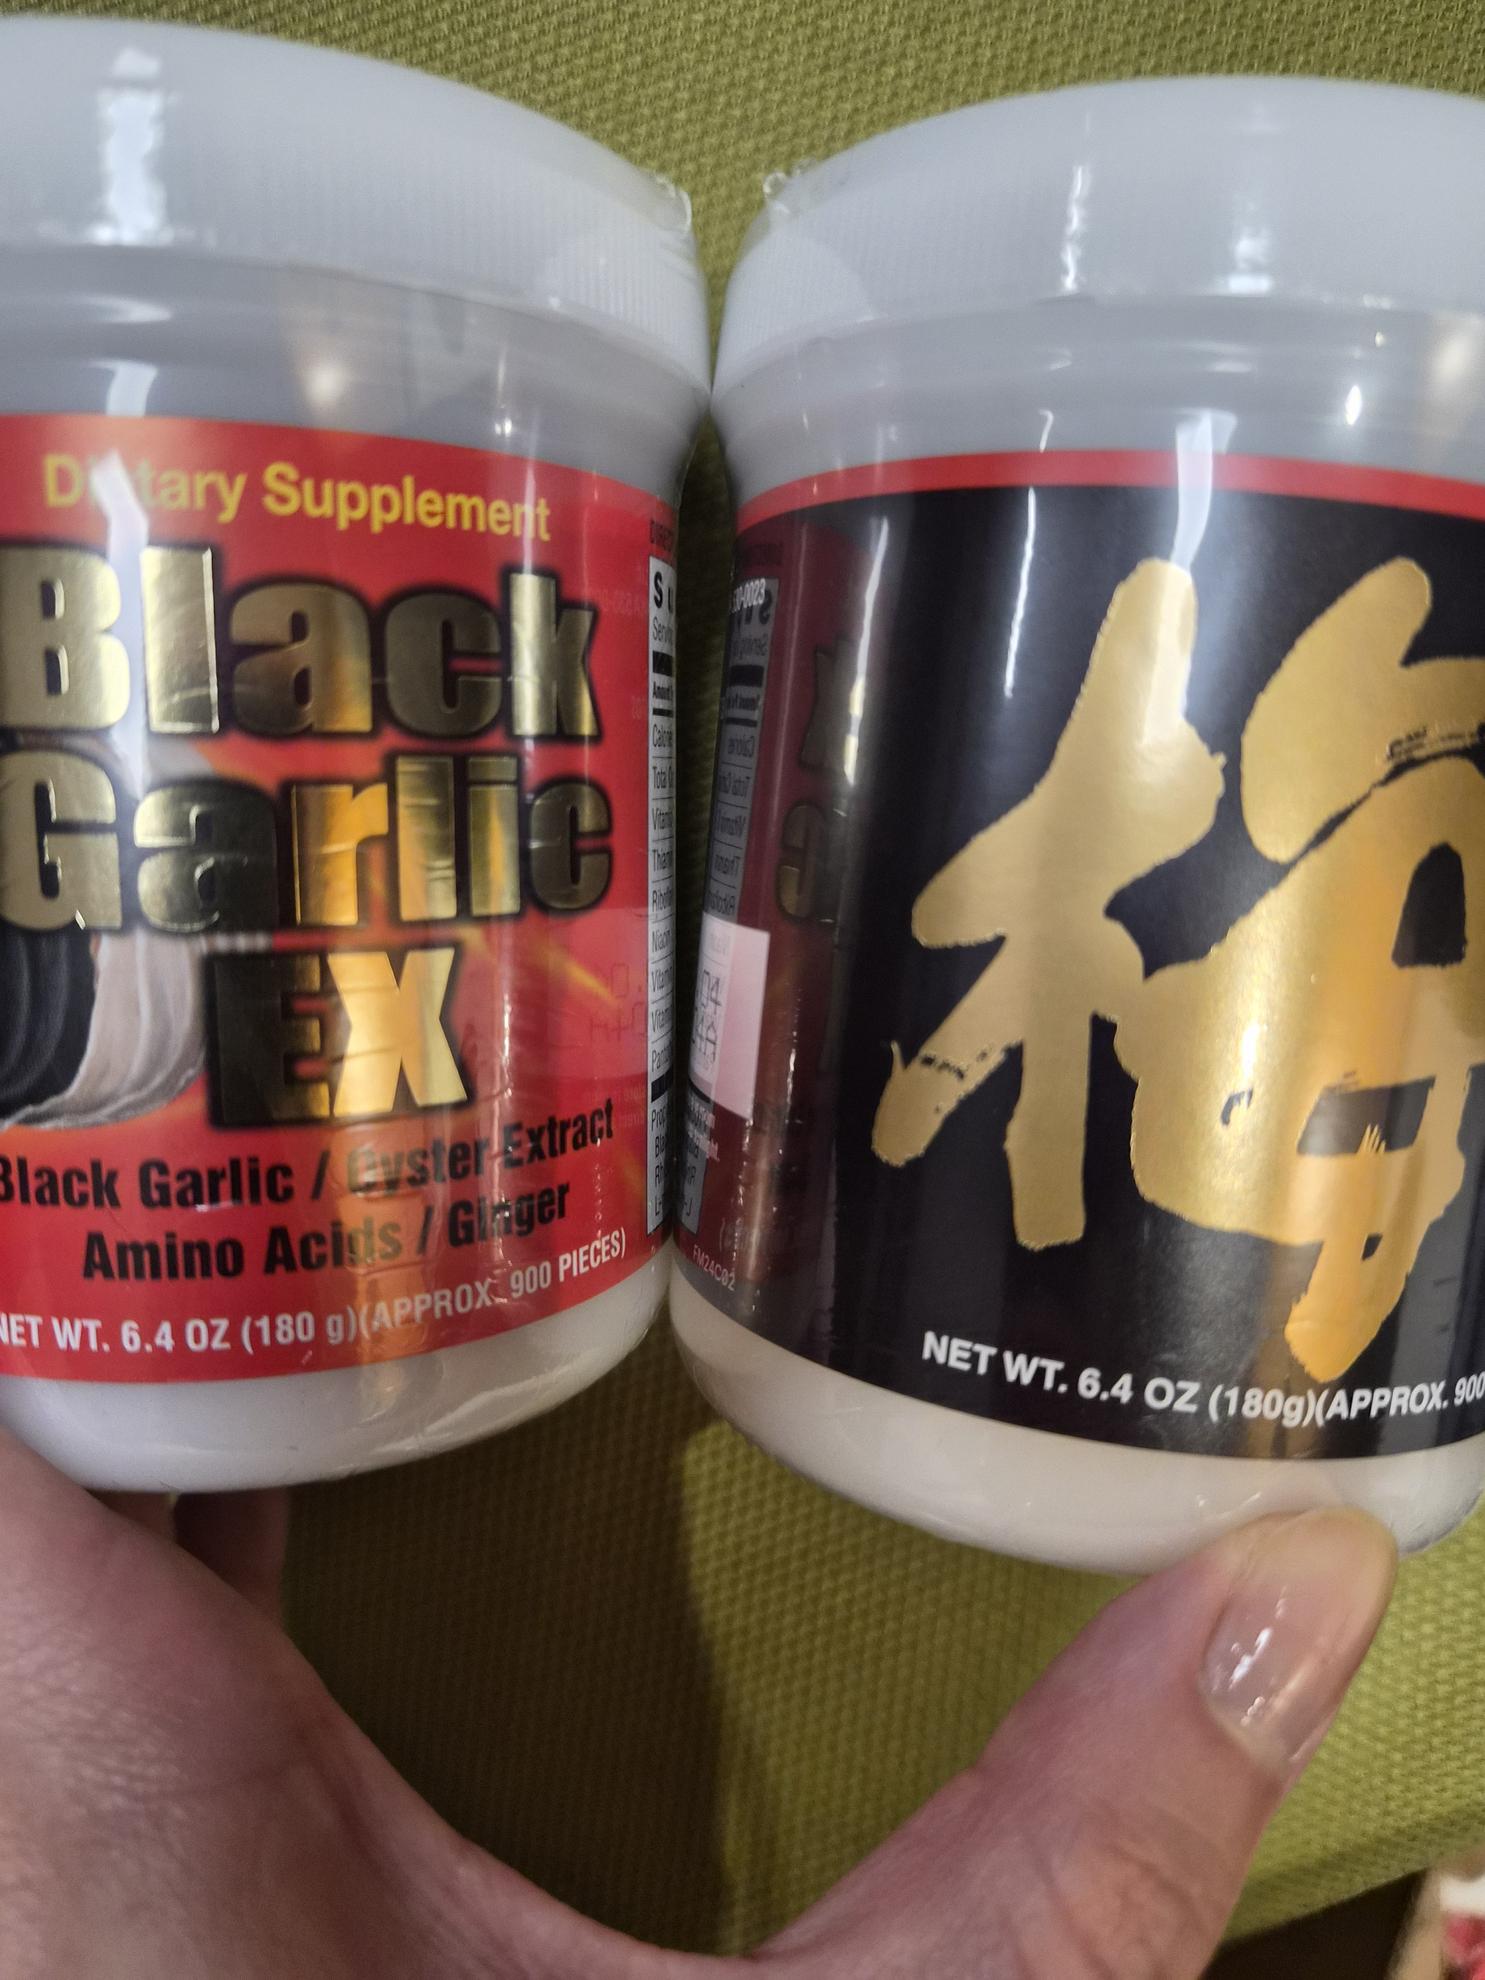 Dietary Supplement
Black
Garlic
EX
Black Garlic / Oyster Extract
Amino Acids / Ginger
NET WT. 6.4 OZ (180 g)(APPROX. 900 PIECES)
梅
NET WT. 6.4 OZ (180g)(APPROX. 900
FM24C02